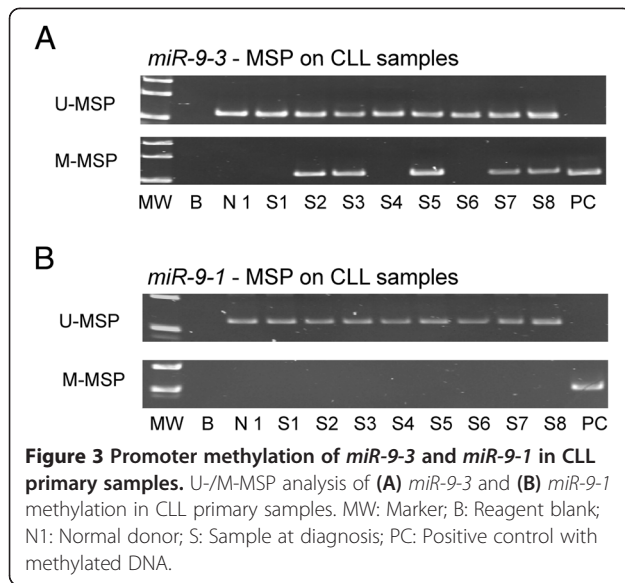 A
miR-9-3 - MSP on CLL samples
U-MSP
M-MSP
MW B N 1 S1 S2 S3 S4 S5 S6 S7 S8 PC
B
miR-9-1 - MSP on CLL samples
U-MSP
M-MSP
MW B N 1 S1 S2 S3 S4 S5 S6 S7 S8 PC
Figure 3 Promoter methylation of miR-9-3 and miR-9-1 in CLL
primary samples. U-/M-MSP analysis of (A) miR-9-3 and (B) miR-9-1
methylation in CLL primary samples. MW: Marker; B: Reagent blank;
N1: Normal donor; S: Sample at diagnosis; PC: Positive control with
methylated DNA.